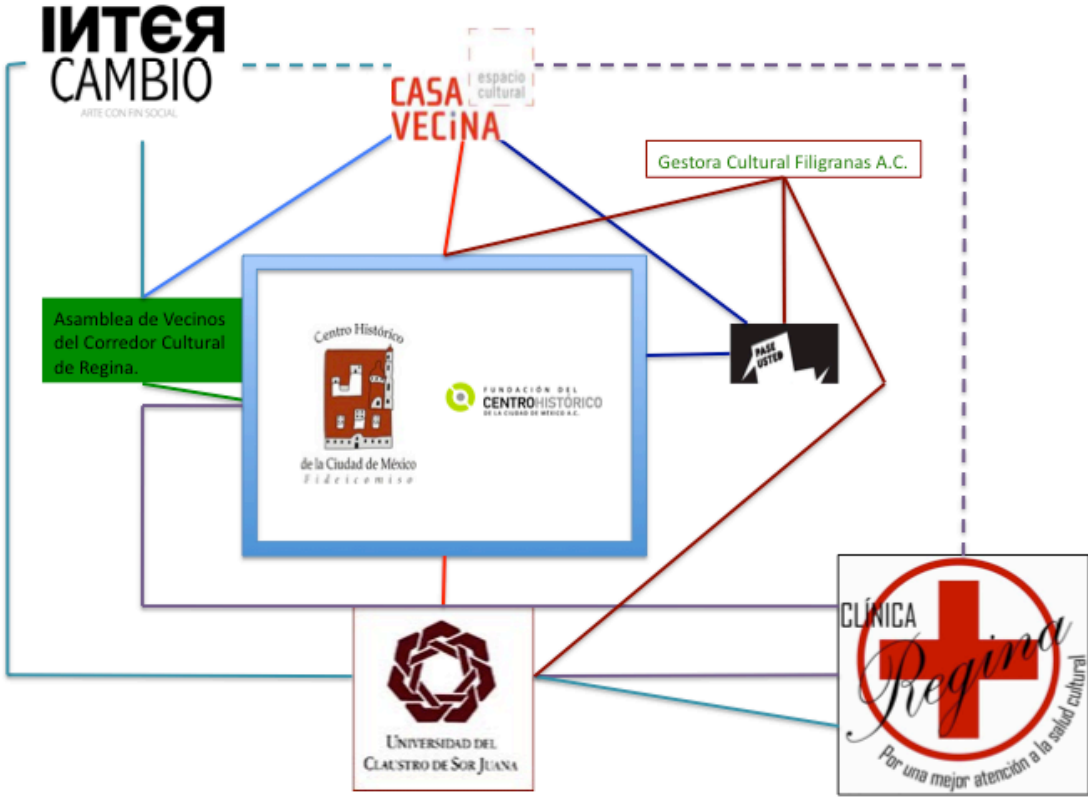 INTER
CAMBIO
ARTE CON FIN SOCIAL
espacio
cultural
CASA
VECiNA
Gestora Cultural Filigranas A.C.
Asamblea de Vecinos
del Corredor Cultural
de Regina.
Centro Histórico
de la Ciudad de México
Fideicomiso
FUNDACIÓN DEL
CENTROHISTÓRICO
DE LA CIUDAD DE MÉXICO A.C.
PASE
USTED
UNIVERSIDAD DEL
CLAUSTRO DE SOR JUANA
CLÍNICA
Regina
Por una mejor atención a la salud cultural